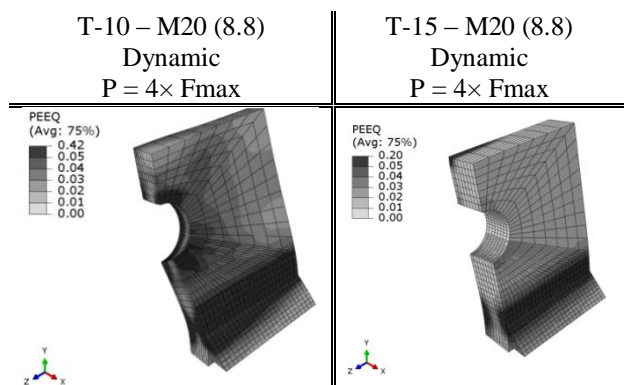 T-10 – M20 (8.8)
Dynamic
P = 4× Fmax
T-15 – M20 (8.8)
Dynamic
P = 4× Fmax
PEEQ
(Avg: 75%)
0.42
0.05
0.04
0.03
0.02
0.01
0.00
Y
Z
X
PEEQ
(Avg: 75%)
0.20
0.05
0.04
0.03
0.02
0.01
0.00
Y
Z
X